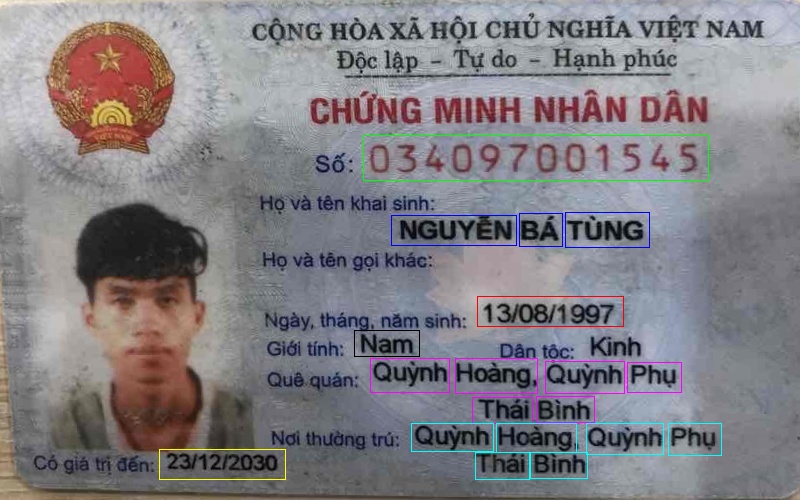 CỘNG HÒA XÃ HỘI CHỦ NGHĨA VIỆT NAM
Độc lập - Tự do - Hạnh phúc
CHỨNG MINH NHÂN DÂN
Số: 034097001545
Họ và tên khai sinh:
NGUYỄN BÁ TÙNG
Họ và tên gọi khác:
Ngày, tháng, năm sinh: 13/08/1997
Giới tính: Nam Dân tộc: Kinh
Quê quán: Quỳnh Hoàng, Quỳnh Phụ
Thái Bình
Nơi thường trú: Quỳnh Hoàng, Quỳnh Phụ
Thái Bình
Có giá trị đến: 23/12/2030